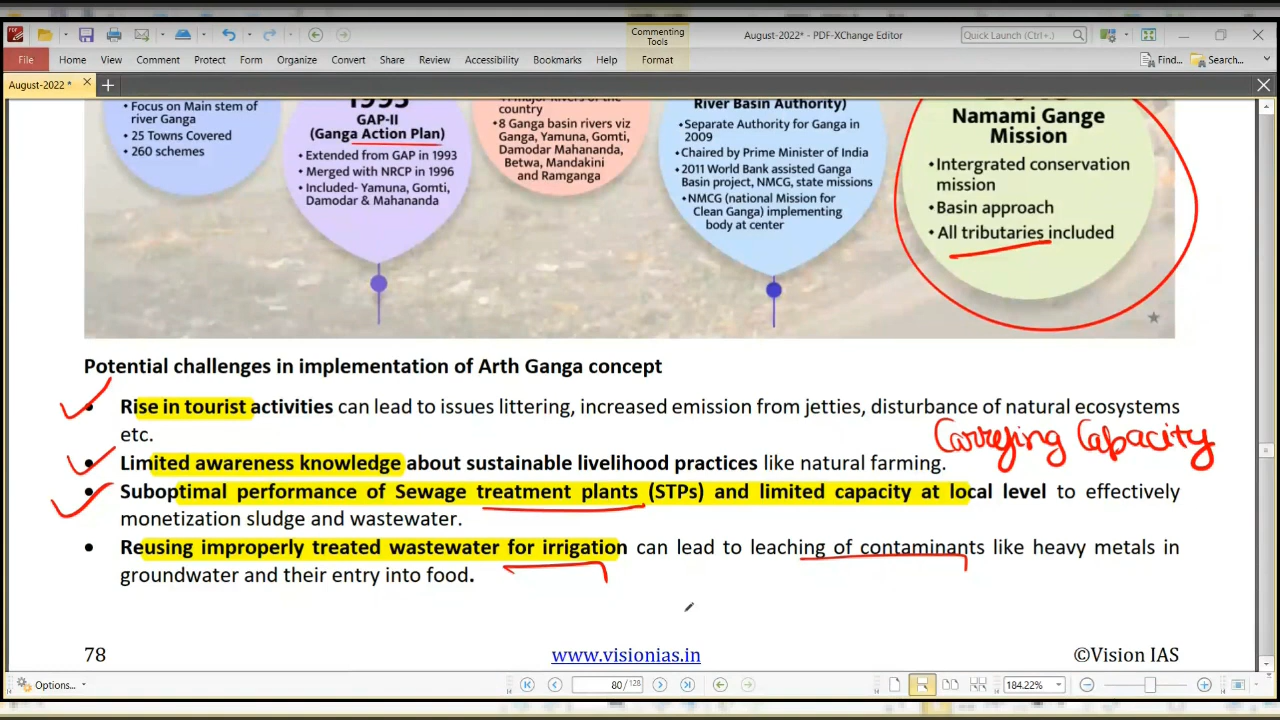 Commenting
Tools
August-2022* - PDF-XChange Editor
Quick Launch (Ctrl+.)
File Home View Comment Protect Form Organize Convert Share Review Accessibility Bookmarks Help Format
Find... Search...
August-2022 *
• Focus on Main stem of
river Ganga
• 25 Towns Covered
• 260 schemes
1993
GAP-II
(Ganga Action Plan)
• Extended from GAP in 1993
• Merged with NRCP in 1996
• Included- Yamuna, Gomti,
Damodar & Mahananda
country
• 8 Ganga basin rivers viz
Ganga, Yamuna, Gomti,
Damodar Mahananda,
Betwa, Mandakini
and Ramganga
River Basin Authority)
• Separate Authority for Ganga in
2009
• Chaired by Prime Minister of India
• 2011 World Bank assisted Ganga
Basin project, NMCG, state missions
• NMCG (national Mission for
Clean Ganga) implementing
body at center
Namami Gange
Mission
• Intergrated conservation
mission
• Basin approach
• All tributaries included
Potential challenges in implementation of Arth Ganga concept
• Rise in tourist activities can lead to issues littering, increased emission from jetties, disturbance of natural ecosystems
etc.
Carrying Capacity
• Limited awareness knowledge about sustainable livelihood practices like natural farming.
• Suboptimal performance of Sewage treatment plants (STPs) and limited capacity at local level to effectively
monetization sludge and wastewater.
• Reusing improperly treated wastewater for irrigation can lead to leaching of contaminants like heavy metals in
groundwater and their entry into food.
78
www.visionias.in
©Vision IAS
Options...
80 /128
184.22%